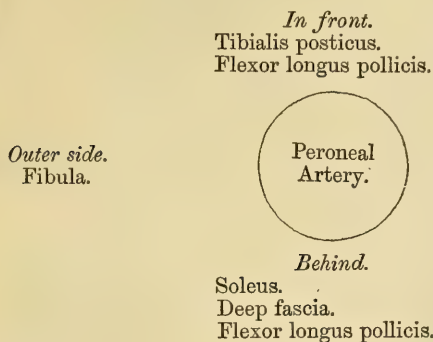 In front.
Tibialis posticus.
Flexor longus pollicis.
Outer side.
Fibula.
Peroneal
Artery.
Behind.
Soleus.
Deep fascia.
Flexor longus pollicis.